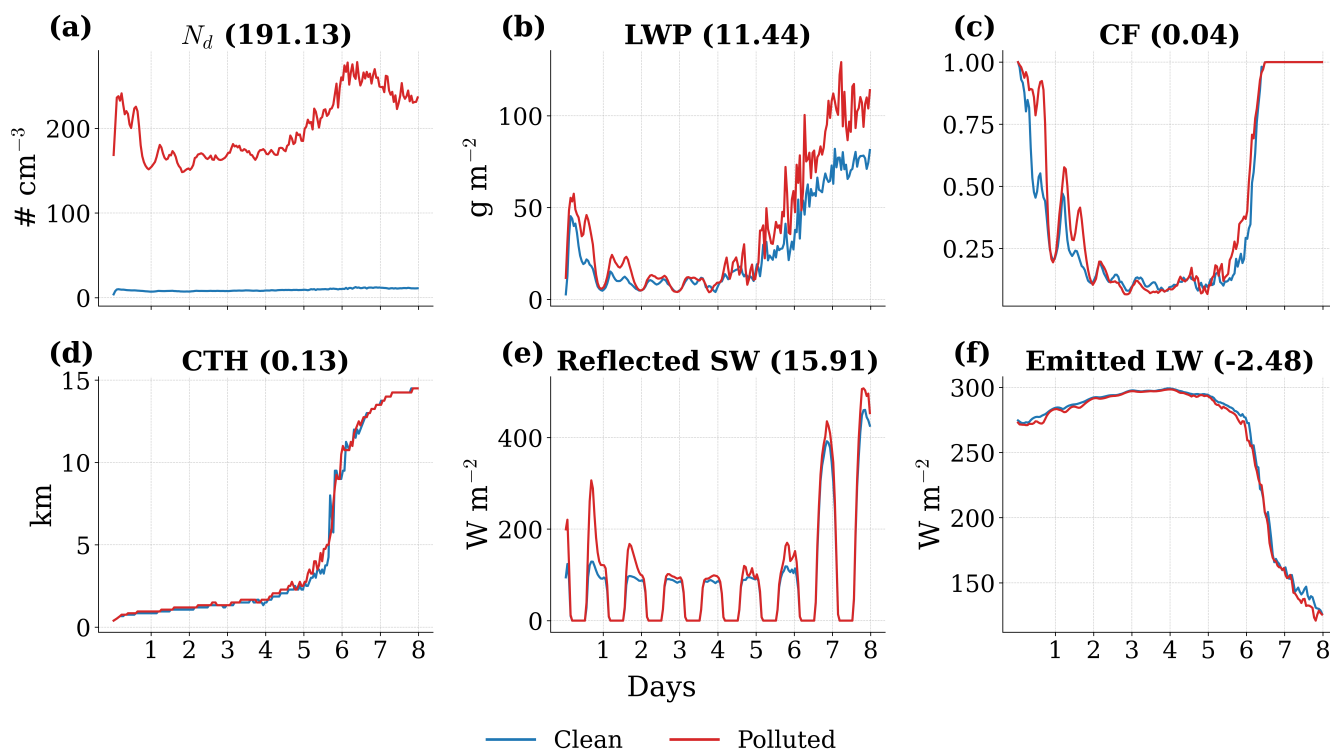 (a) N_d (191.13)
# cm⁻³
200
100
0
(b) LWP (11.44)
g m⁻²
100
50
0
(c) CF (0.04)
1.00
0.75
0.50
0.25
(d) CTH (0.13)
km
15
10
5
0
1 2 3 4 5 6 7 8
(e) Reflected SW (15.91)
W m⁻²
400
200
0
1 2 3 4 5 6 7 8
(f) Emitted LW (-2.48)
W m⁻²
300
250
200
150
1 2 3 4 5 6 7 8
Days
Clean Polluted